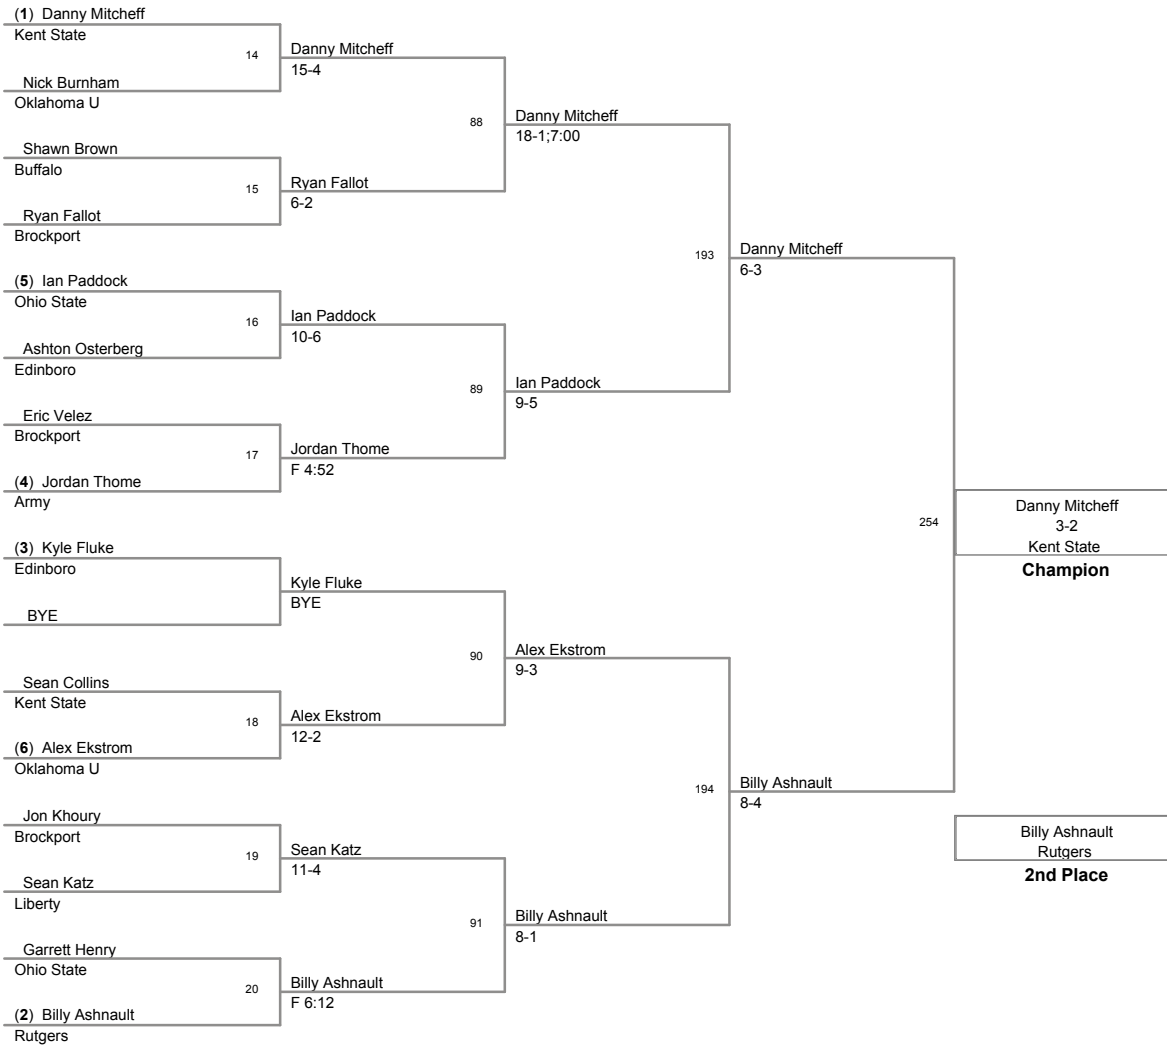 (1) Danny Mitcheff
Kent State
14
Nick Burnham
Oklahoma U
Shawn Brown
Buffalo
15
Ryan Fallot
Brockport
(5) Ian Paddock
Ohio State
16
Ashton Osterberg
Edinboro
Eric Velez
Brockport
17
(4) Jordan Thome
Army
(3) Kyle Fluke
Edinboro
BYE
Sean Collins
Kent State
18
(6) Alex Ekstrom
Oklahoma U
Jon Khoury
Brockport
19
Sean Katz
Liberty
Garrett Henry
Ohio State
20
(2) Billy Ashnault
Rutgers
Danny Mitcheff
15-4
88
Ryan Fallot
6-2
Ian Paddock
10-6
89
Jordan Thome
F 4:52
Kyle Fluke
BYE
90
Alex Ekstrom
12-2
Sean Katz
11-4
91
Billy Ashnault
F 6:12
Danny Mitcheff
18-1;7:00
193
Ian Paddock
9-5
Alex Ekstrom
9-3
194
Billy Ashnault
8-1
Danny Mitcheff
6-3
254
Billy Ashnault
8-4
Danny Mitcheff
3-2
Kent State
Champion
Billy Ashnault
Rutgers
2nd Place